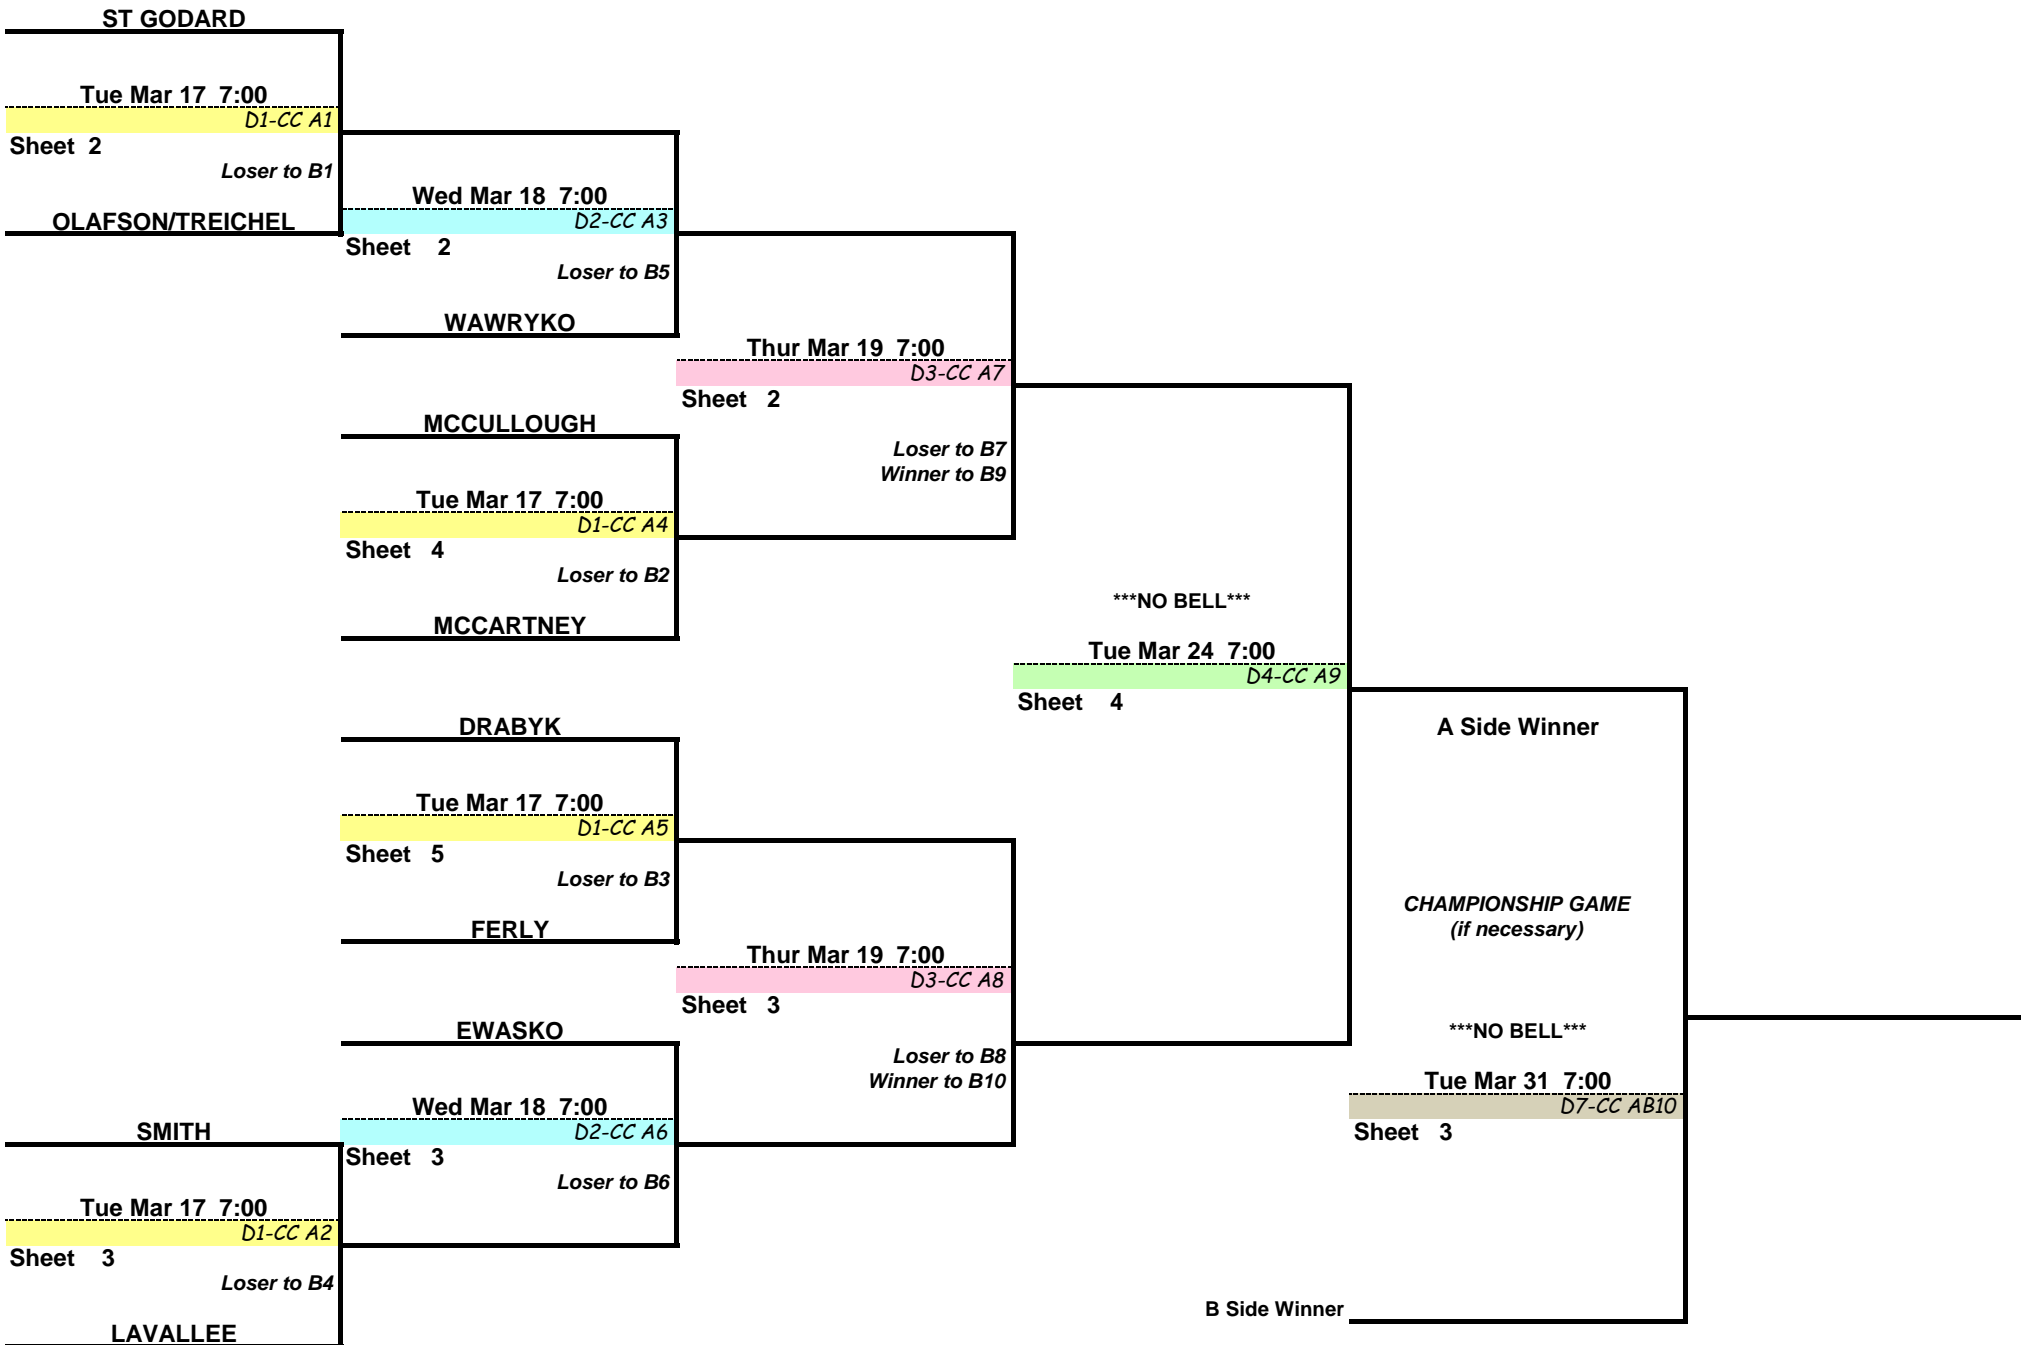 ST GODARD
Tue Mar 17 7:00
D1-CC A1
Sheet 2
Loser to B1
OLAFSON/TREICHEL
Wed Mar 18 7:00
D2-CC A3
Sheet 2
Loser to B5
WAWRYKO
Thur Mar 19 7:00
D3-CC A7
Sheet 2
Loser to B7
Winner to B9
MCCULLOUGH
Tue Mar 17 7:00
D1-CC A4
Sheet 4
Loser to B2
MCCARTNEY
***NO BELL***
Tue Mar 24 7:00
D4-CC A9
Sheet 4
DRABYK
Tue Mar 17 7:00
D1-CC A5
Sheet 5
Loser to B3
FERLY
Thur Mar 19 7:00
D3-CC A8
Sheet 3
Loser to B8
Winner to B10
EWASKO
Wed Mar 18 7:00
D2-CC A6
Sheet 3
Loser to B6
SMITH
Tue Mar 17 7:00
D1-CC A2
Sheet 3
Loser to B4
LAVALLEE
A Side Winner
CHAMPIONSHIP GAME
(if necessary)
***NO BELL***
Tue Mar 31 7:00
D7-CC AB10
Sheet 3
B Side Winner